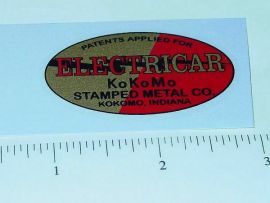 PATENTS APPLIED FOR
ELECTRICAR
KoKoMo
STAMPED METAL CO.
KOKOMO, INDIANA
1 2 3